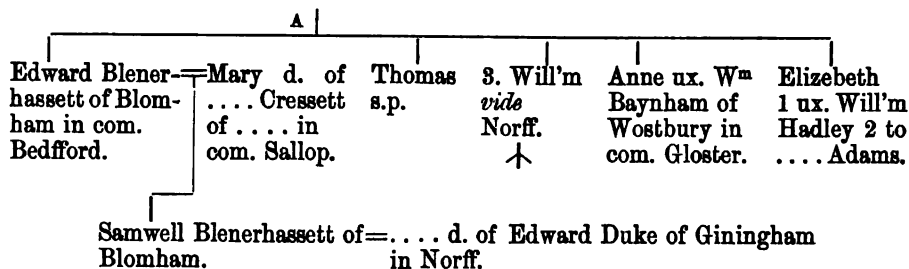 A
Edward Blener-
hassett of Blom-
ham in com.
Bedfford.
Mary d. of
. . . . Cressett
of . . . . in
com. Sallop.
Thomas
s.p.
3. Will'm
vide
Norff.
Anne ux. Wᵐ
Baynham of
Wostbury in
com. Gloster.
Elizebeth
1 ux. Will'm
Hadley 2 to
. . . . Adams.
Samwell Blenerhassett of=. . . . d. of Edward Duke of Giningham
Blomham. in Norff.